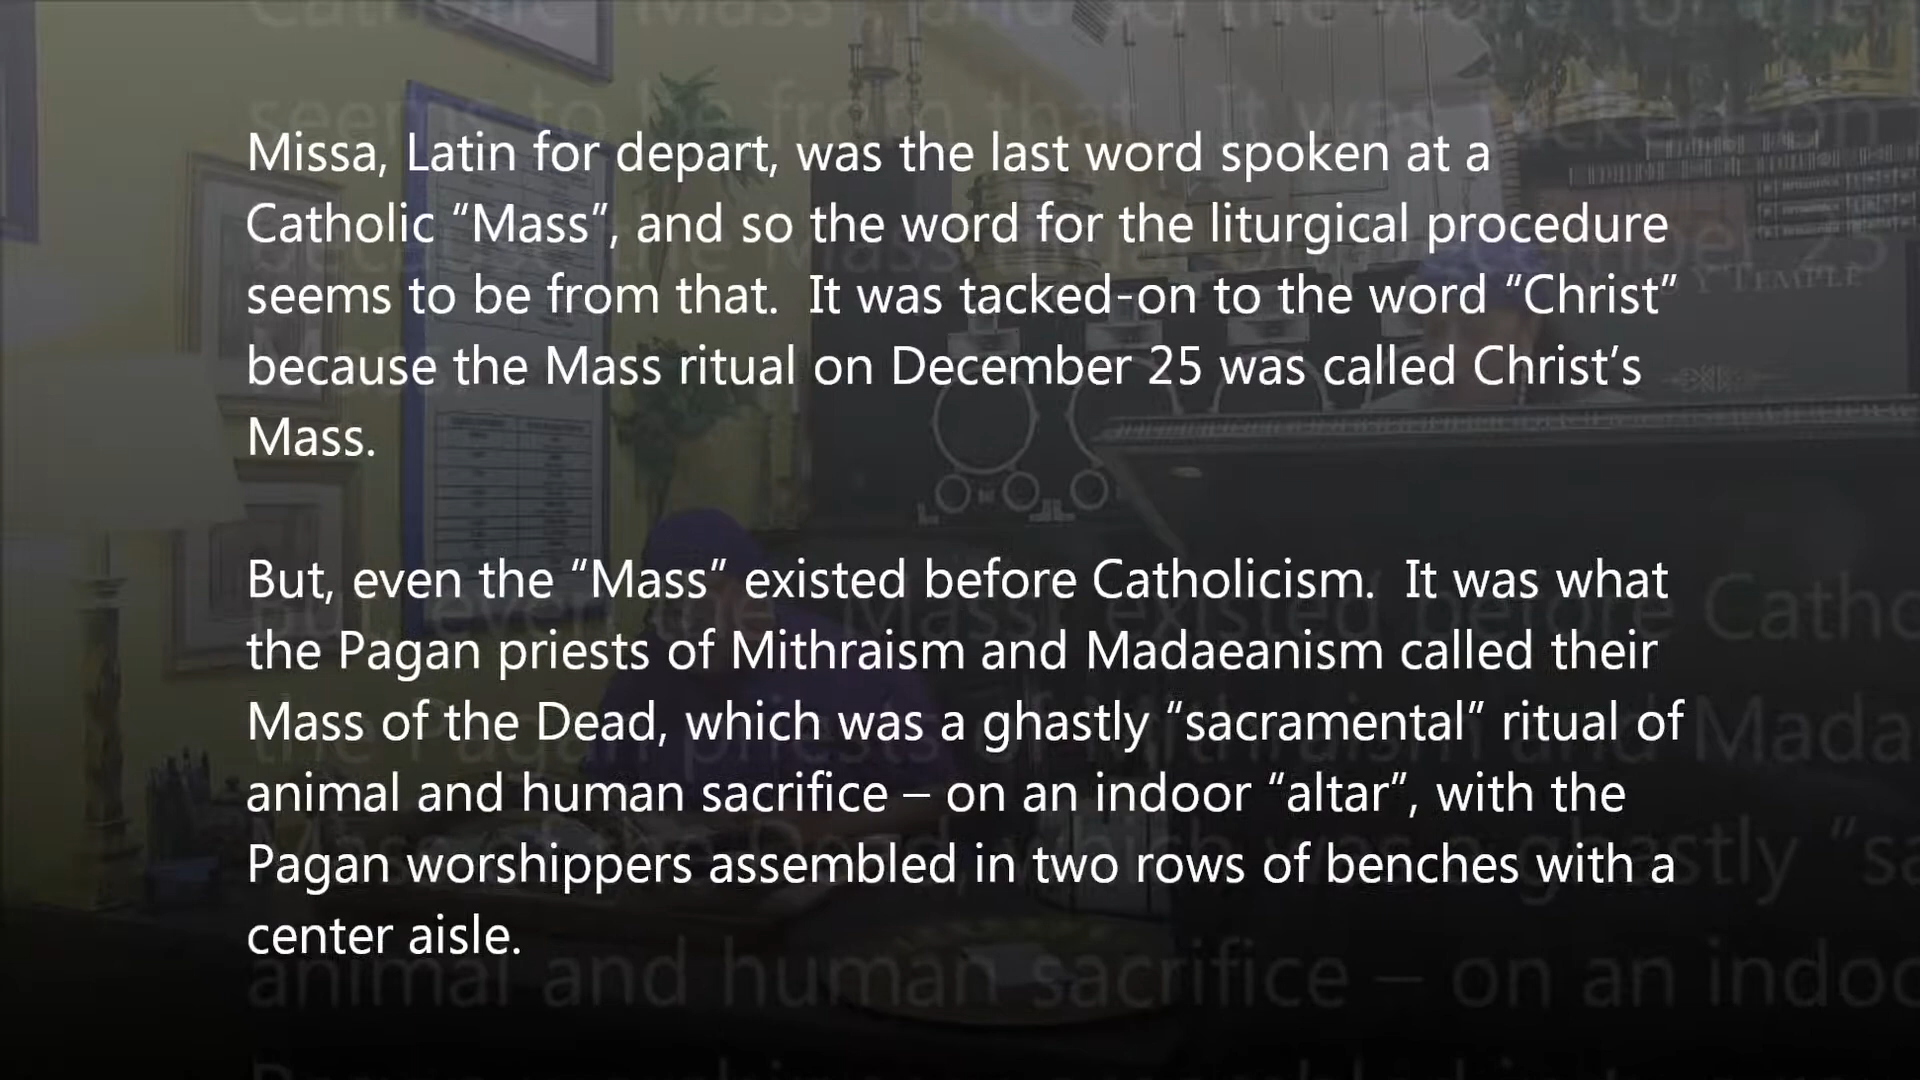 Missa, Latin for depart, was the last word spoken at a
Catholic “Mass”, and so the word for the liturgical procedure
seems to be from that.  It was tacked-on to the word “Christ”
because the Mass ritual on December 25 was called Christ’s
Mass.
But, even the “Mass” existed before Catholicism.  It was what
the Pagan priests of Mithraism and Madaeanism called their
Mass of the Dead, which was a ghastly “sacramental” ritual of
animal and human sacrifice – on an indoor “altar”, with the
Pagan worshippers assembled in two rows of benches with a
center aisle.